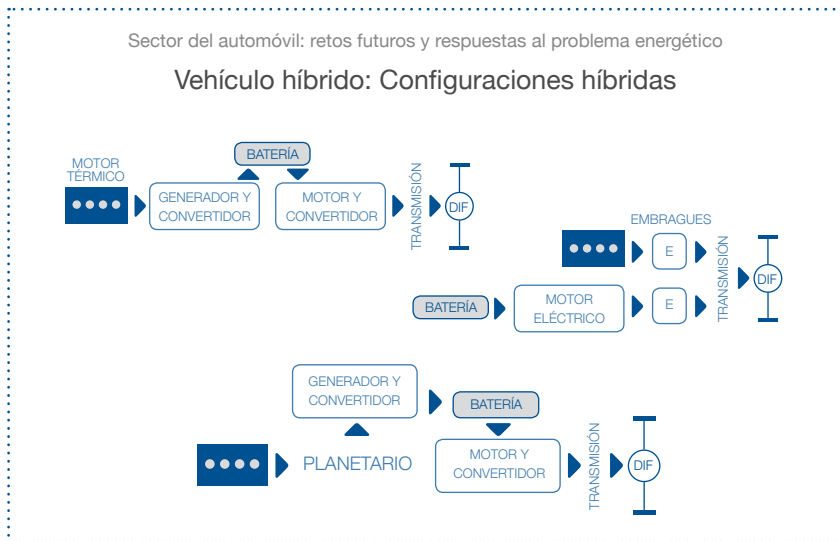 Sector del automóvil: retos futuros y respuestas al problema energético
Vehículo híbrido: Configuraciones híbridas
MOTOR
TÉRMICO
BATERÍA
GENERADOR Y
CONVERTIDOR
MOTOR Y
CONVERTIDOR
TRANSMISIÓN
DIF
EMBRAGUES
E
BATERÍA
MOTOR
ELÉCTRICO
E
TRANSMISIÓN
DIF
GENERADOR Y
CONVERTIDOR
BATERÍA
PLANETARIO
MOTOR Y
CONVERTIDOR
TRANSMISIÓN
DIF